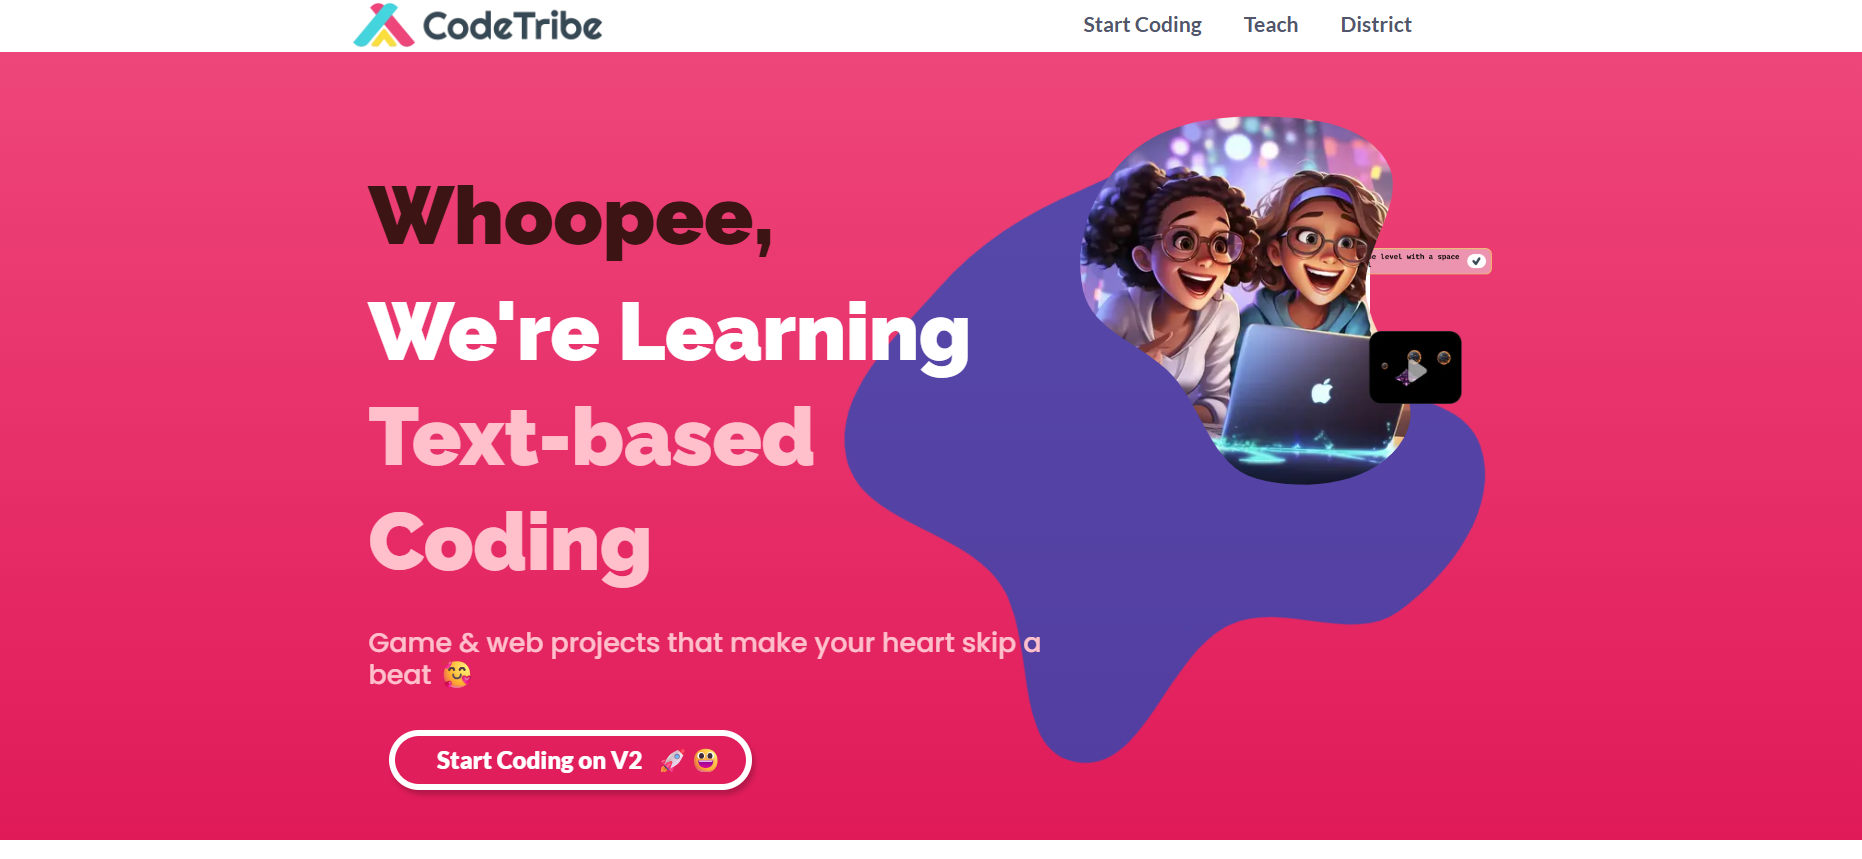 CodeTribe
Start Coding
Teach
District
Whoopee,
We're Learning
Text-based
Coding
level with a space
Game & web projects that make your heart skip a
beat 🥰
Start Coding on V2 🚀 😃